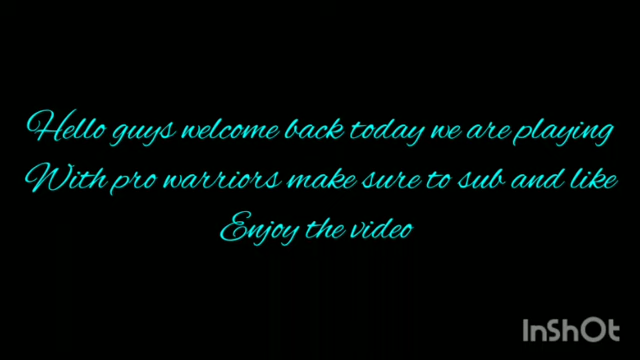 Hello guys welcome back today we are playing
With pro warriors make sure to sub and like
Enjoy the video
InShOt